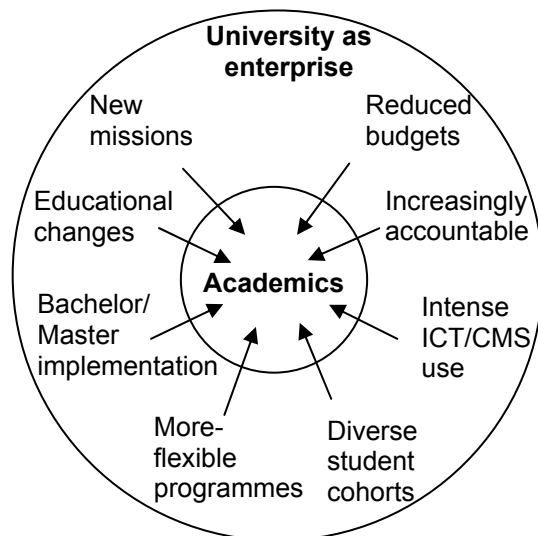 University as
enterprise
New
missions
Reduced
budgets
Educational
changes
Increasingly
accountable
Academics
Bachelor/
Master
implementation
Intense
ICT/CMS
use
More-
flexible
programmes
Diverse
student
cohorts